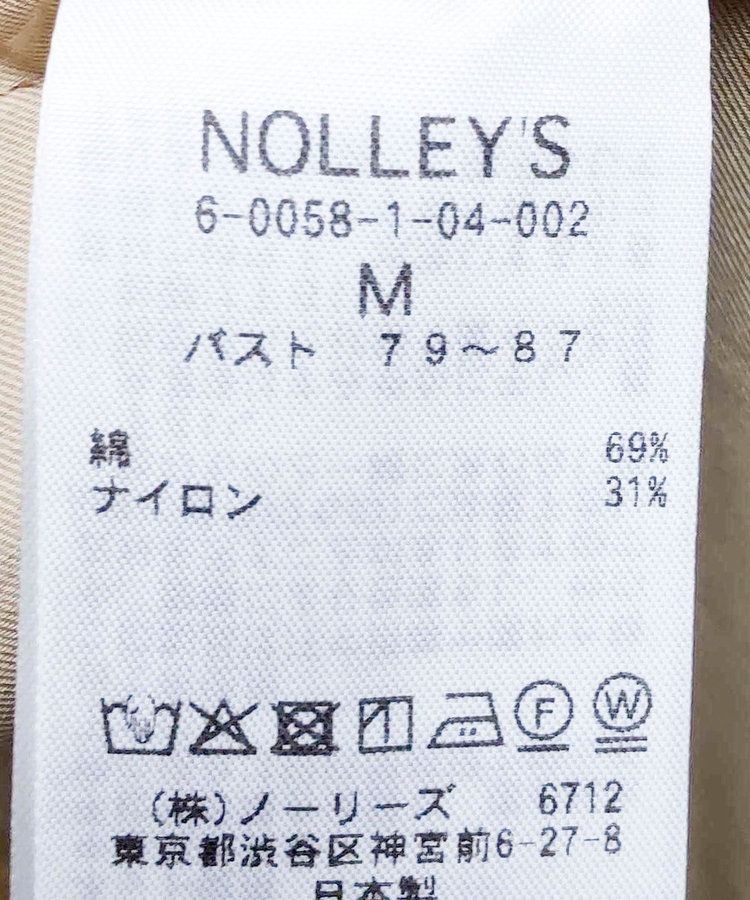 NOLLEY'S
6-0058-1-04-002
M
バスト 79～87
綿 69%
ナイロン 31%
F W
(株)ノーリーズ 6712
東京都渋谷区神宮前6-27-8
日本製